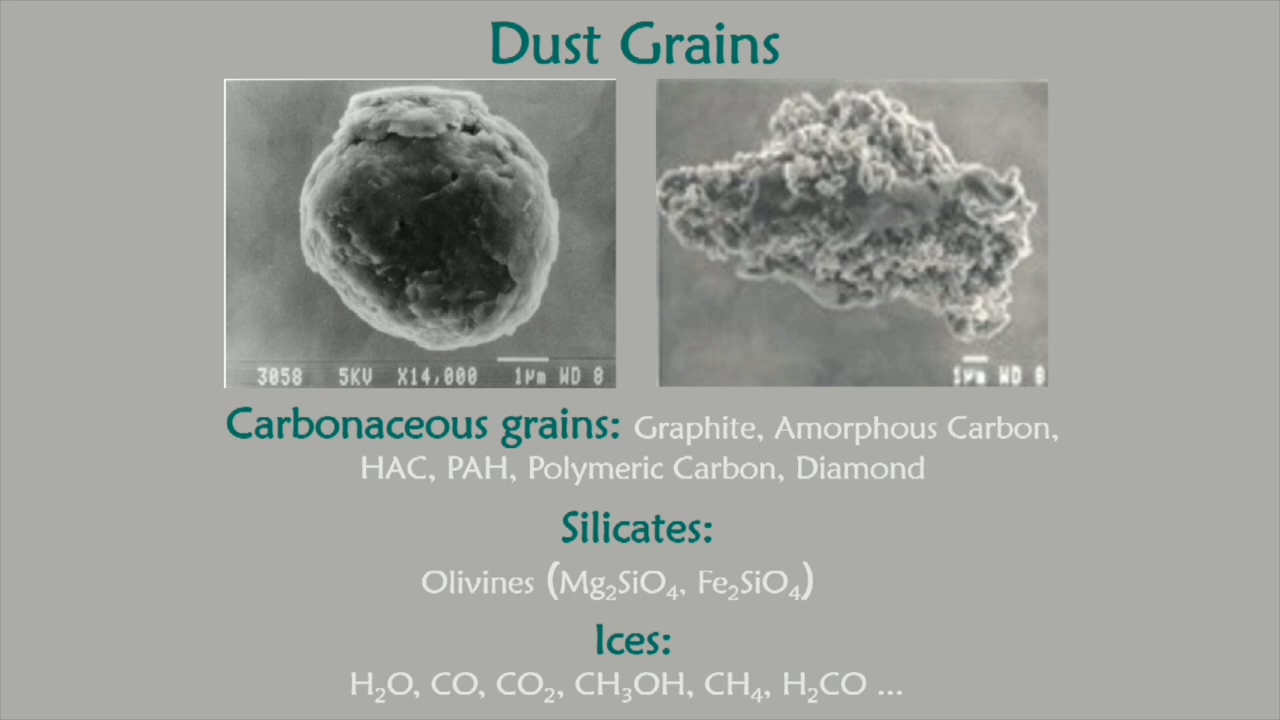 Dust Grains
3058 5KV X14,000 1µm WD 8
1µm WD 8
Carbonaceous grains: Graphite, Amorphous Carbon,
HAC, PAH, Polymeric Carbon, Diamond
Silicates:
Olivines (Mg₂SiO₄, Fe₂SiO₄)
Ices:
H₂O, CO, CO₂, CH₃OH, CH₄, H₂CO ...